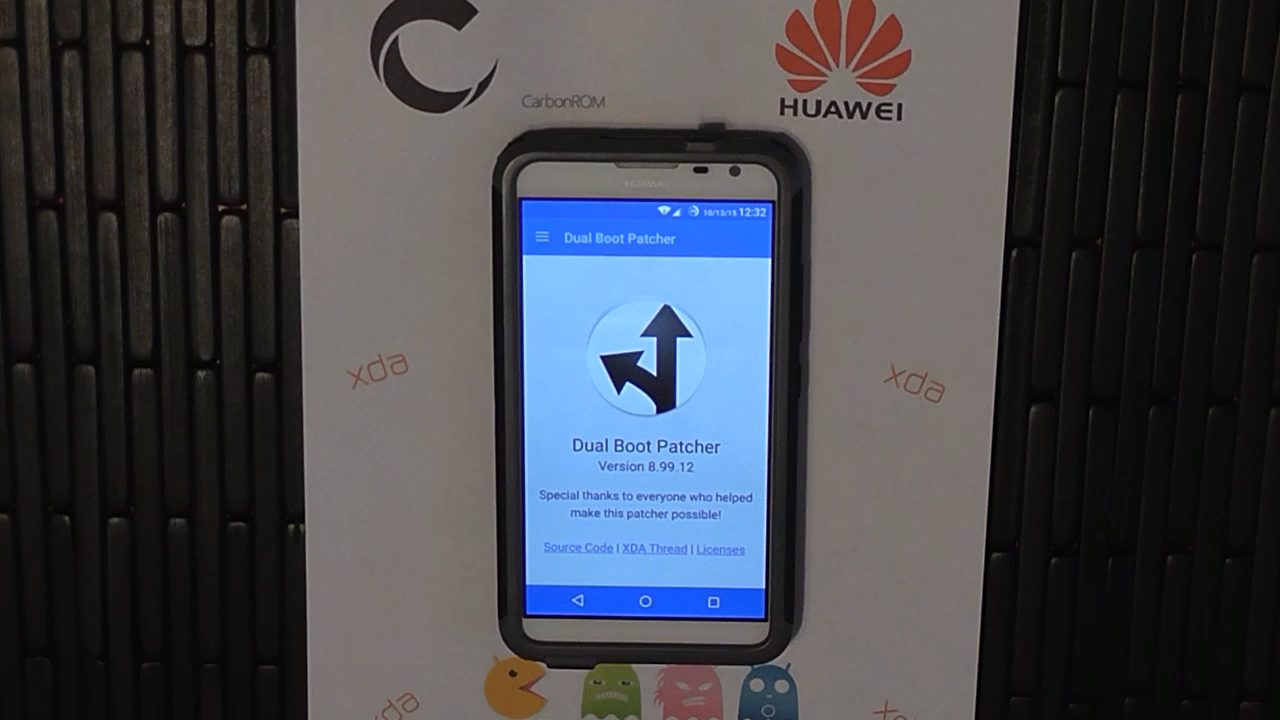 CarbonROM
HUAWEI
HUAWEI
10/13/15 12:32
Dual Boot Patcher
xda
xda
Dual Boot Patcher
Version 8.99.12
Special thanks to everyone who helped
make this patcher possible!
Source Code | XDA Thread | Licenses
xda